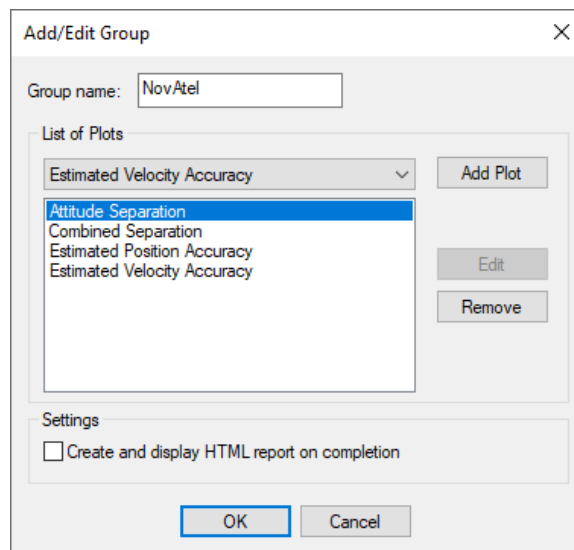 Add/Edit Group
Group name: NovAtel
List of Plots
Estimated Velocity Accuracy
Add Plot
Attitude Separation
Combined Separation
Estimated Position Accuracy
Estimated Velocity Accuracy
Edit
Remove
Settings
Create and display HTML report on completion
OK Cancel